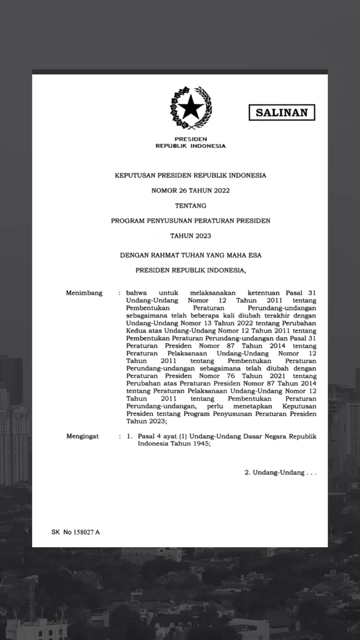 SALINAN
PRESIDEN
REPUBLIK INDONESIA
KEPUTUSAN PRESIDEN REPUBLIK INDONESIA
NOMOR 26 TAHUN 2022
TENTANG
PROGRAM PENYUSUNAN PERATURAN PRESIDEN
TAHUN 2023
DENGAN RAHMAT TUHAN YANG MAHA ESA
PRESIDEN REPUBLIK INDONESIA,
Menimbang : bahwa untuk melaksanakan ketentuan Pasal 31
Undang-Undang Nomor 12 Tahun 2011 tentang
Pembentukan Peraturan Perundang-undangan
sebagaimana telah beberapa kali diubah terakhir dengan
Undang-Undang Nomor 13 Tahun 2022 tentang Perubahan
Kedua atas Undang-Undang Nomor 12 Tahun 2011 tentang
Pembentukan Peraturan Perundang-undangan dan Pasal 31
Peraturan Presiden Nomor 87 Tahun 2014 tentang
Peraturan Pelaksanaan Undang-Undang Nomor 12
Tahun 2011 tentang Pembentukan Peraturan
Perundang-undangan sebagaimana telah diubah dengan
Peraturan Presiden Nomor 76 Tahun 2021 tentang
Perubahan atas Peraturan Presiden Nomor 87 Tahun 2014
tentang Peraturan Pelaksanaan Undang-Undang Nomor 12
Tahun 2011 tentang Pembentukan Peraturan
Perundang-undangan, perlu menetapkan Keputusan
Presiden tentang Program Penyusunan Peraturan Presiden
Tahun 2023;
Mengingat : 1. Pasal 4 ayat (1) Undang-Undang Dasar Negara Republik
Indonesia Tahun 1945;
2. Undang-Undang . . .
SK No 158027 A